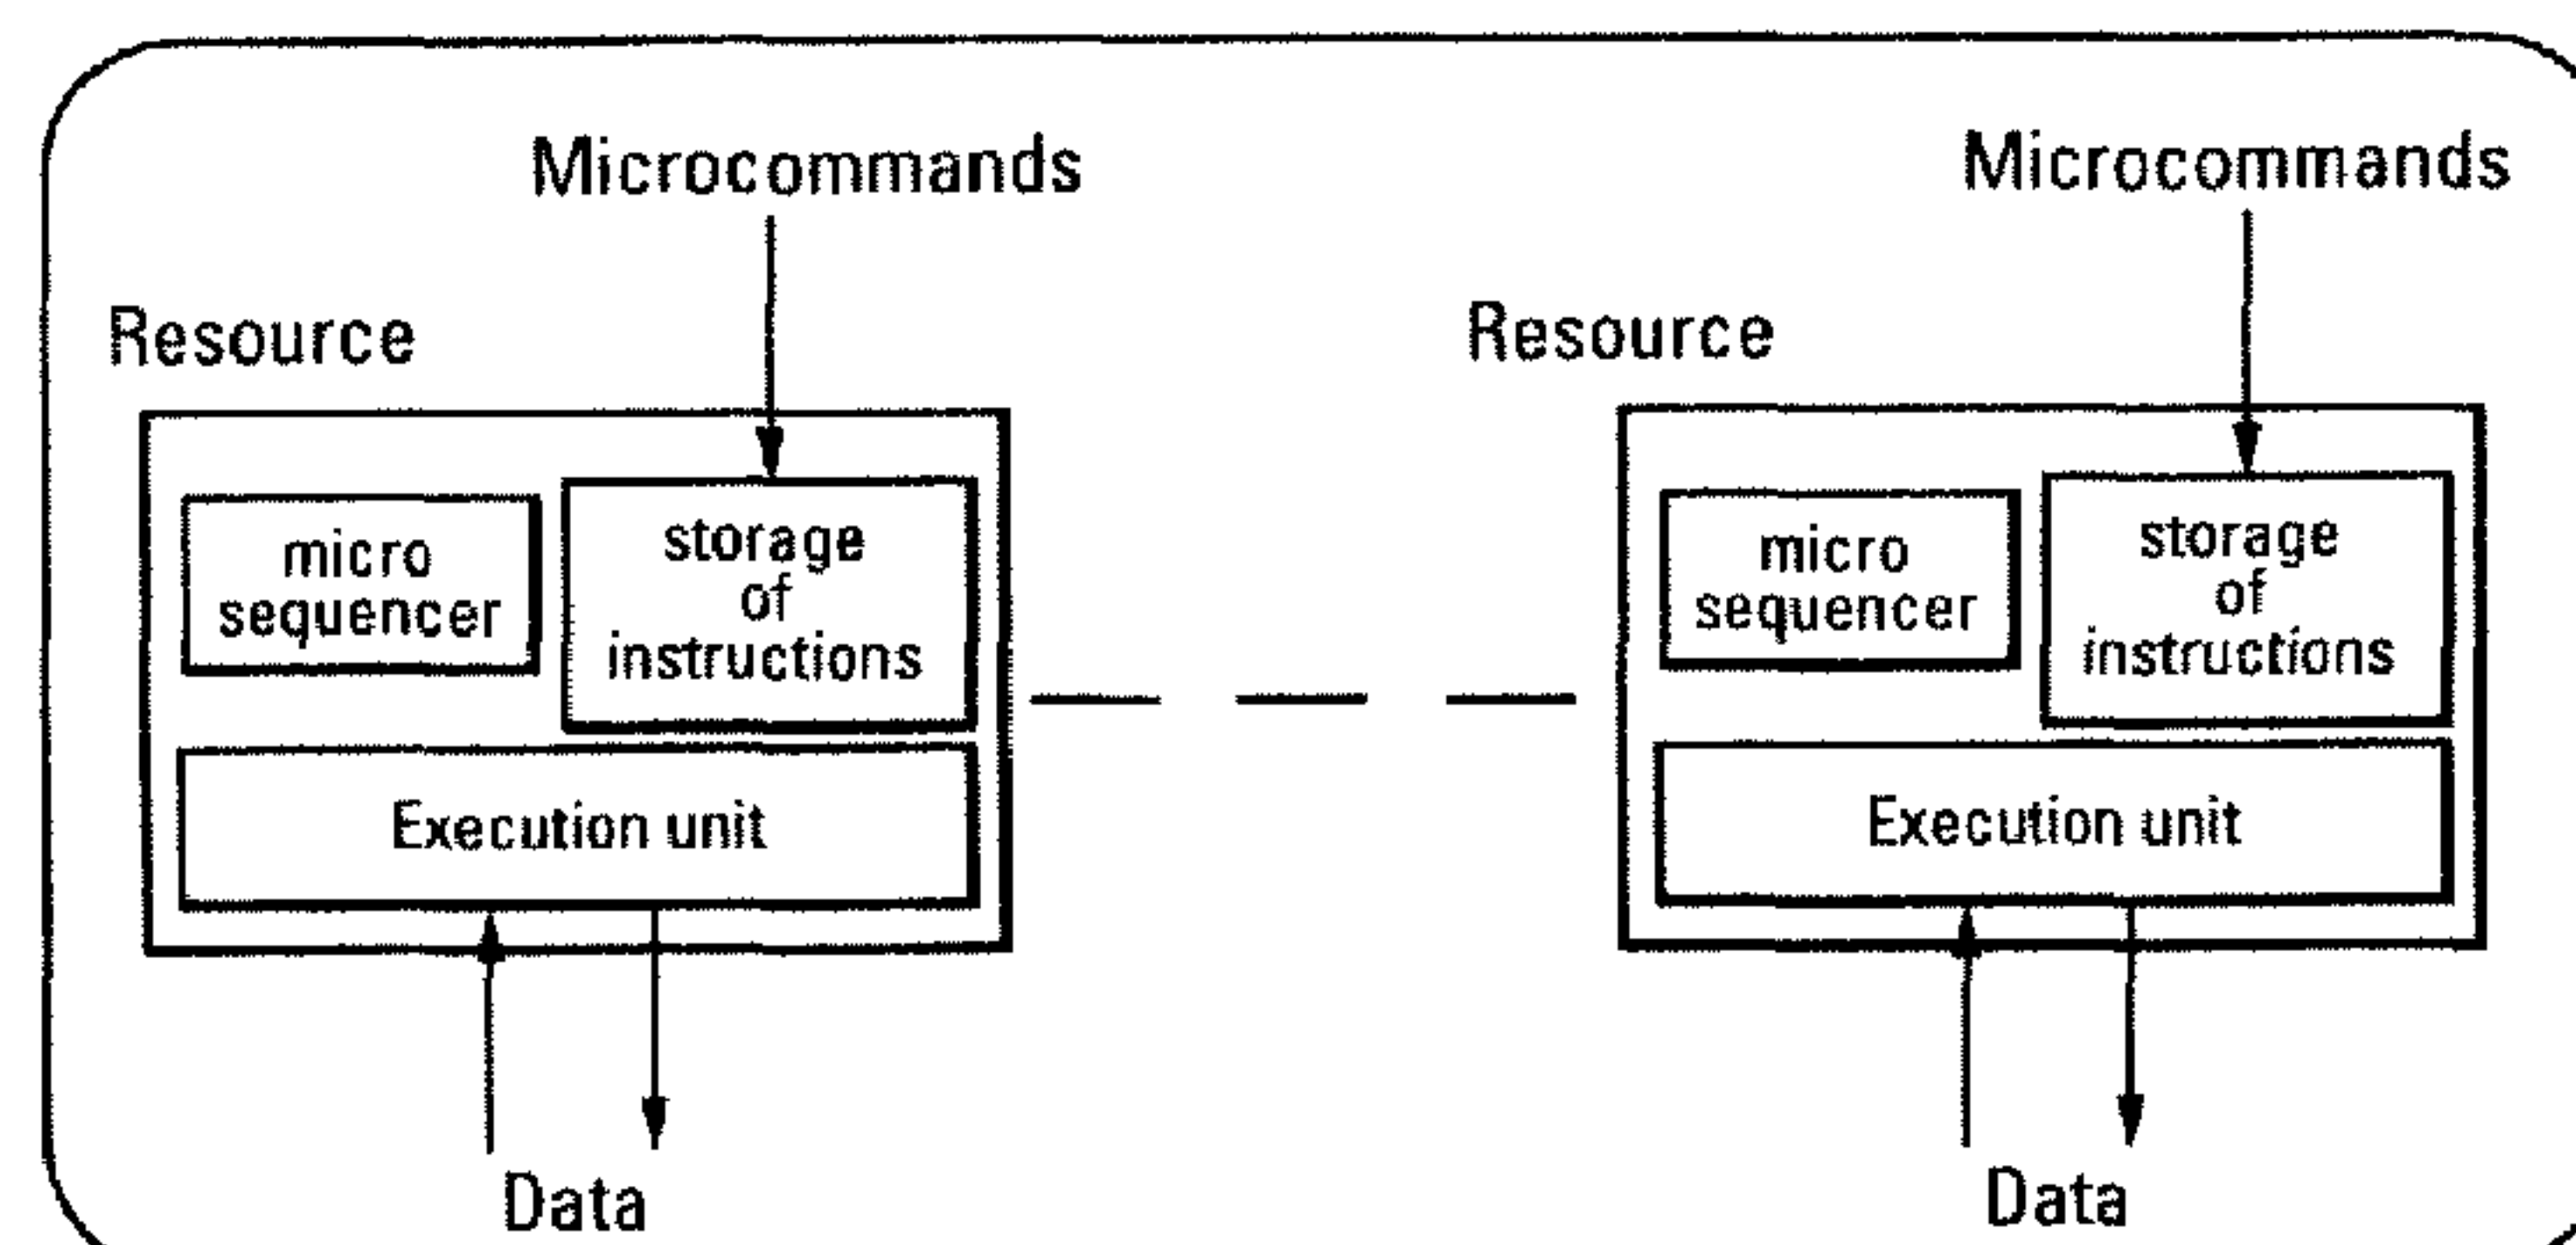 Microcommands
Resource
micro
sequencer
storage
of
instructions
Execution unit
Data
Microcommands
Resource
micro
sequencer
storage
of
instructions
Execution unit
Data